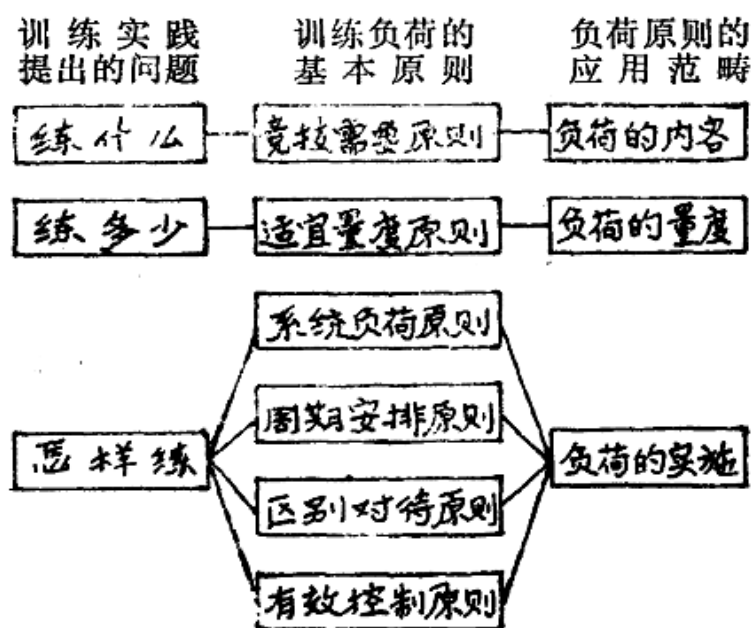 训练实践 训练负荷的 负荷原则的
提出的问题 基本原则 应用范畴
练什么 竞技需要原则 负荷的内容
练多少 适宜量度原则 负荷的量度
系统负荷原则
周期安排原则
怎样练 负荷的实施
区别对待原则
有效控制原则